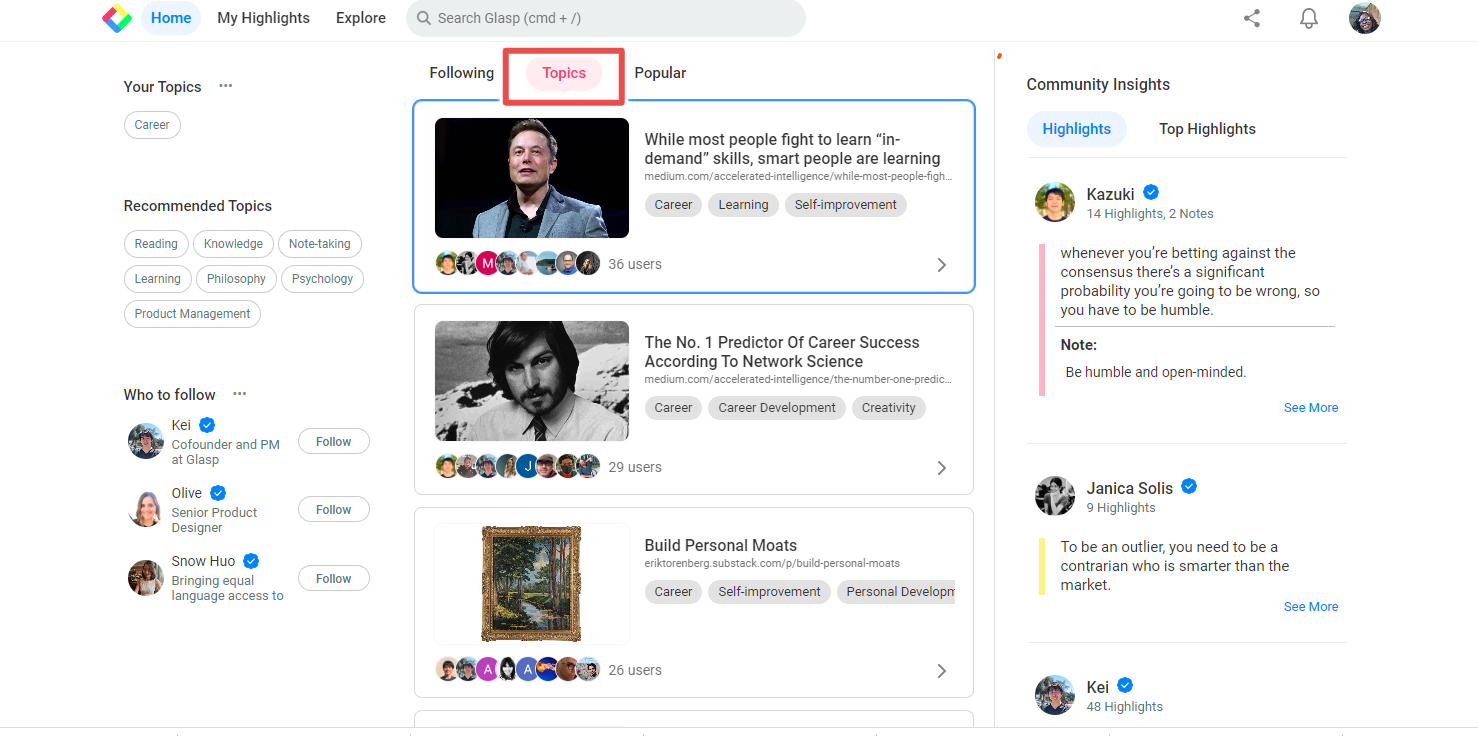 Home
My Highlights
Explore
Search Glasp (cmd + /)
Your Topics
Career
Recommended Topics
Reading
Knowledge
Note-taking
Learning
Philosophy
Psychology
Product Management
Who to follow
Kei
Cofounder and PM
at Glasp
Follow
Olive
Senior Product
Designer
Follow
Snow Huo
Bringing equal
language access to
Follow
Following
Topics
Popular
While most people fight to learn “in-
demand” skills, smart people are learning
medium.com/accelerated-intelligence/while-most-people-figh...
Career
Learning
Self-improvement
M
36 users
The No. 1 Predictor Of Career Success
According To Network Science
medium.com/accelerated-intelligence/the-number-one-predic...
Career
Career Development
Creativity
J
29 users
Build Personal Moats
eriktorenberg.substack.com/p/build-personal-moats
Career
Self-improvement
Personal Developm
A
A
26 users
Community Insights
Highlights
Top Highlights
Kazuki
14 Highlights, 2 Notes
whenever you’re betting against the
consensus there’s a significant
probability you’re going to be wrong, so
you have to be humble.
Note:
Be humble and open-minded.
See More
Janica Solis
9 Highlights
To be an outlier, you need to be a
contrarian who is smarter than the
market.
See More
Kei
48 Highlights